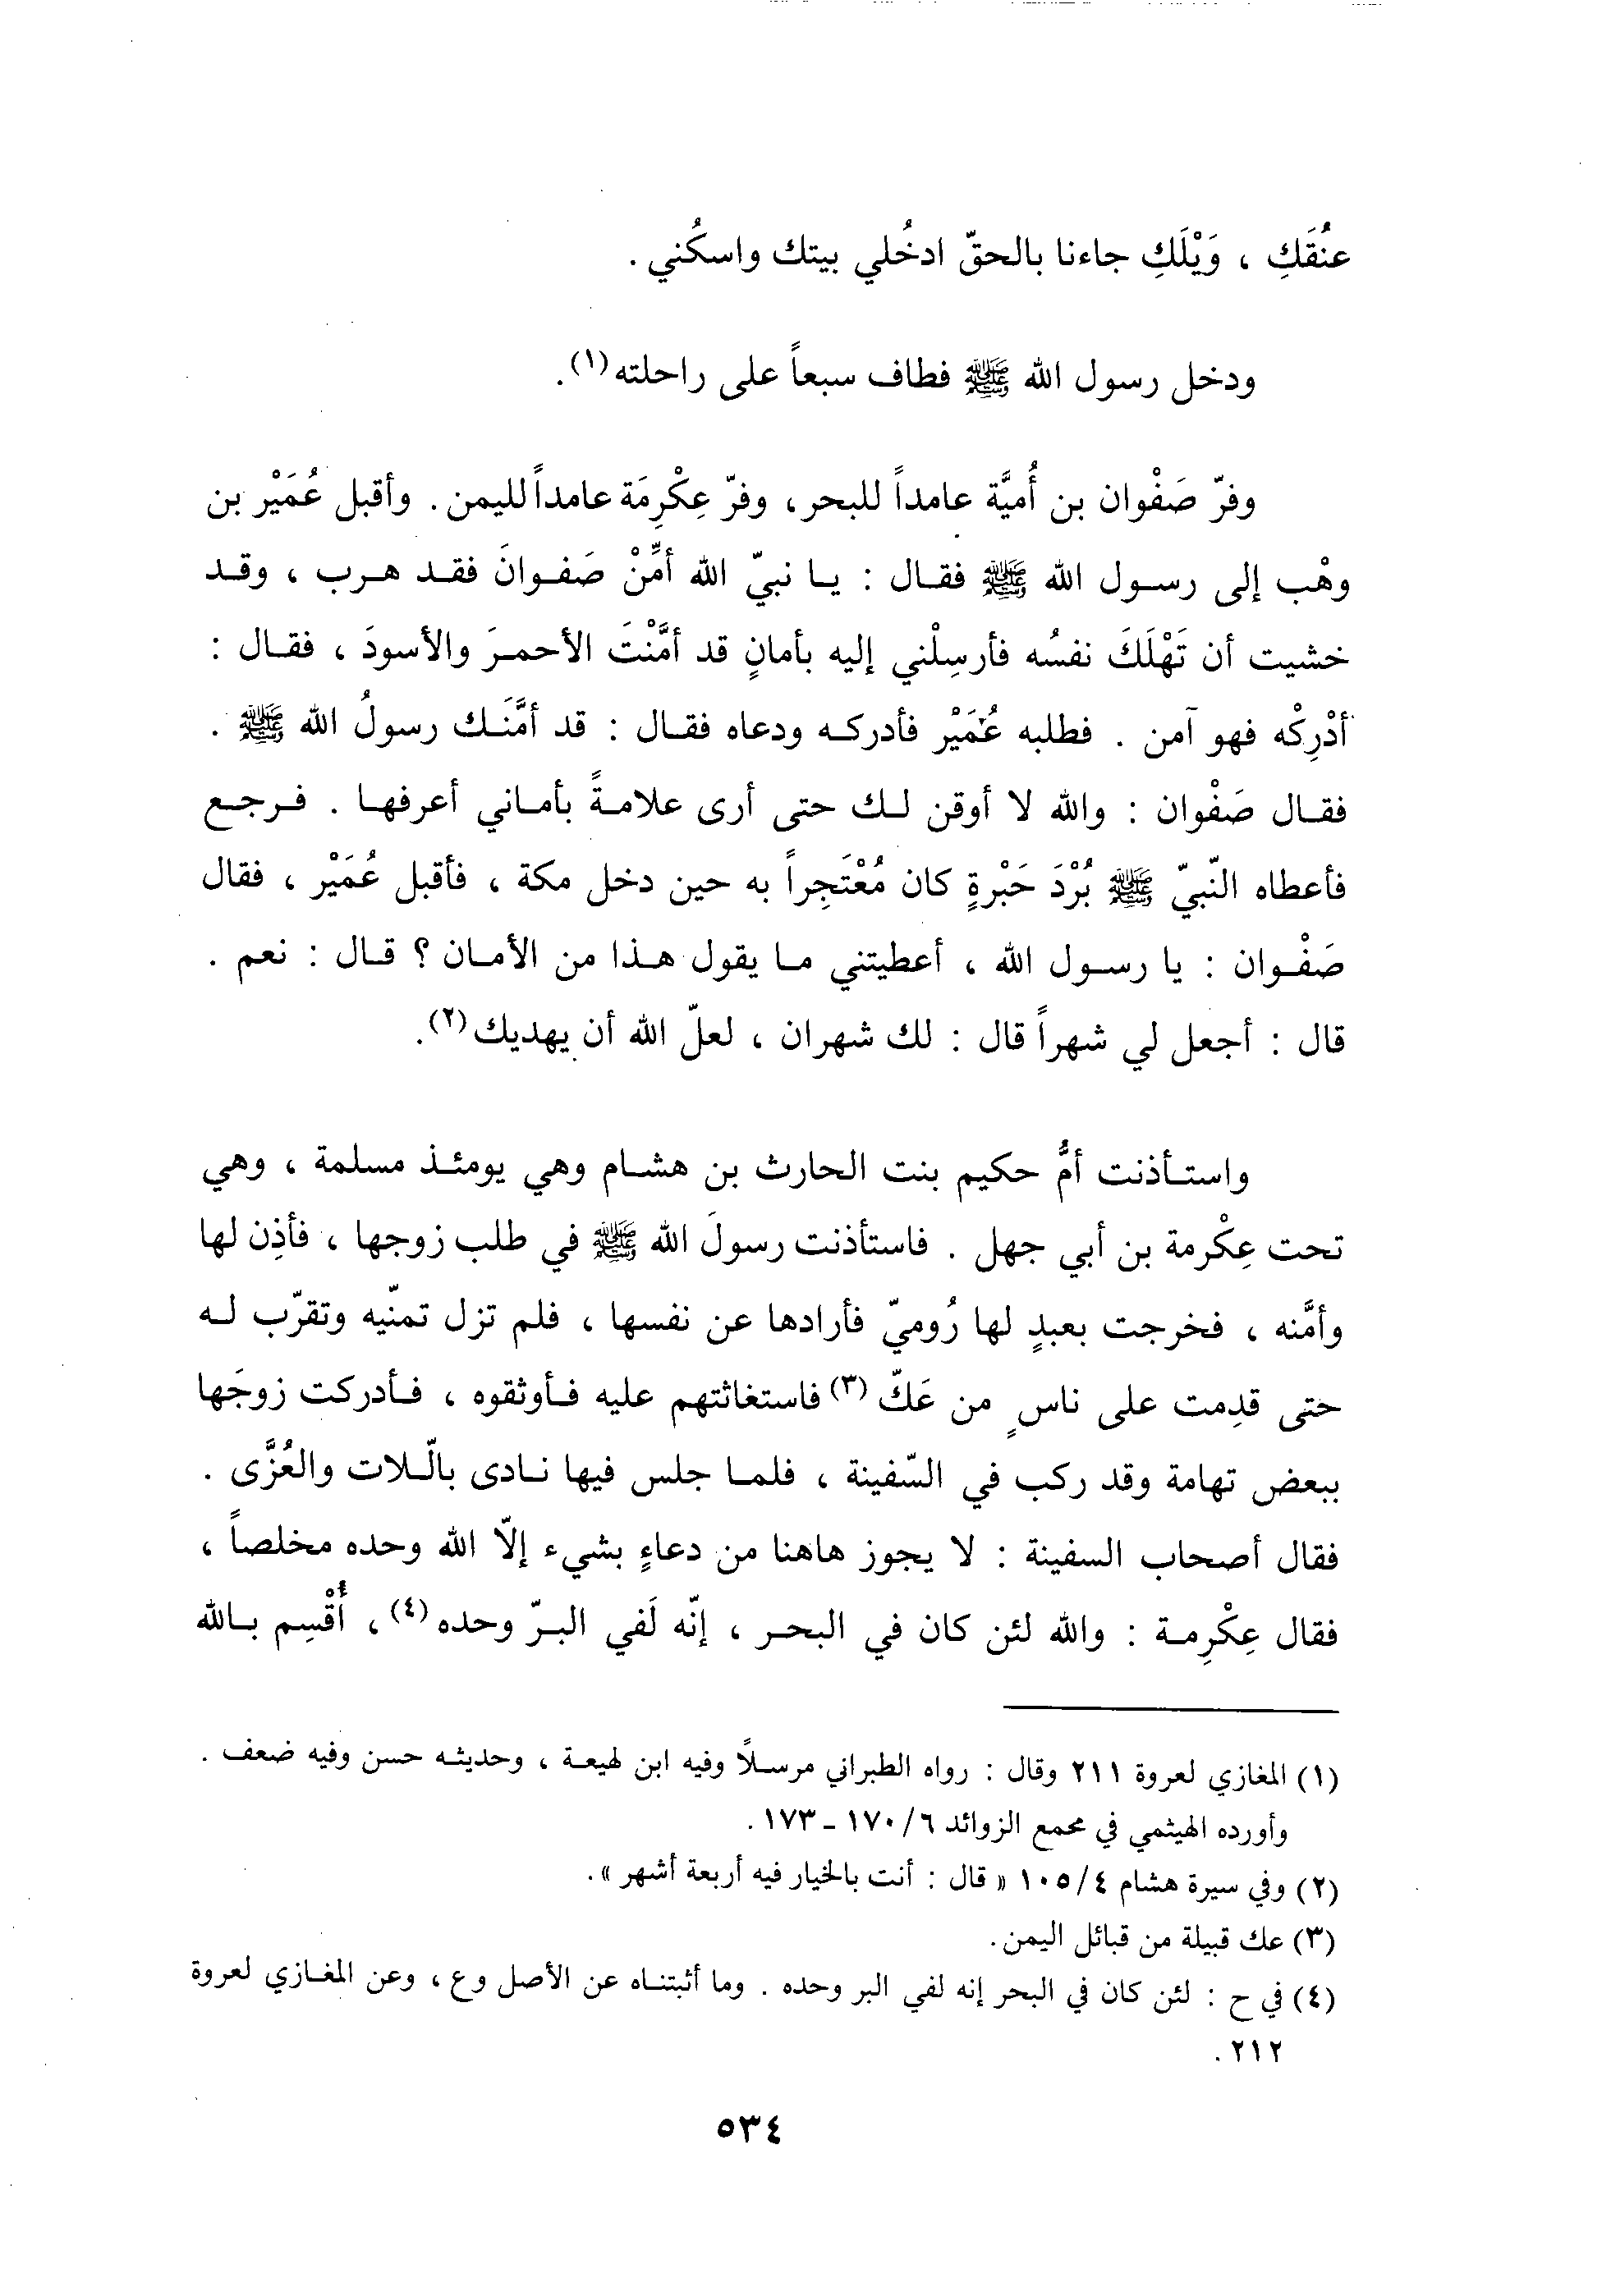 عنُقَكِ ، وَيْلَكِ جاءنا بالحقّ ادخُلي بيتك واسكُني .
ودخل رسول الله ﷺ فطاف سبعاً على راحلته(١).
وفرّ صَفْوان بن أُميَّة عامداً للبحر، وفرّ عِكْرِمَة عامداً لليمن . وأقبل عُمَيْر بن
وهْب إلى رسول الله ﷺ فقال : يا نبيّ الله أمِّنْ صَفوانَ فقد هرب ، وقد
خشيت أن تَهْلَكَ نفسُه فأرسِلْني إليه بأمانٍ قد أمَّنْتَ الأحمرَ والأسودَ ، فقال :
أدْرِكْه فهو آمن . فطلبه عُمَيْر فأدركه ودعاه فقال : قد أمَّنَك رسولُ الله ﷺ .
فقال صَفْوان : والله لا أوقن لك حتى أرى علامةً بأماني أعرفها . فرجع
فأعطاه النّبيّ ﷺ بُرْدَ حَبْرةٍ كان مُعْتَجِراً به حين دخل مكة ، فأقبل عُمَيْر ، فقال
صَفْوان : يا رسول الله ، أعطيتني ما يقول هذا من الأمان ؟ قال : نعم .
قال : أجعل لي شهراً قال : لك شهران ، لعلّ الله أن يهديك(٢).
واستأذنت أمُّ حكيم بنت الحارث بن هشام وهي يومئذ مسلمة ، وهي
تحت عِكْرمة بن أبي جهل . فاستأذنت رسولَ الله ﷺ في طلب زوجها ، فأذِن لها
وأمَّنه ، فخرجت بعبدٍ لها رُوميّ فأرادها عن نفسها ، فلم تزل تمنّيه وتقرّب له
حتى قدِمت على ناسٍ من عَكّ(٣) فاستغاثتهم عليه فأوثقوه ، فأدركت زوجَها
ببعض تهامة وقد ركب في السّفينة ، فلما جلس فيها نادى بالّلات والعُزَّى .
فقال أصحاب السفينة : لا يجوز هاهنا من دعاءٍ بشيء إلّا الله وحده مخلصاً ،
فقال عِكْرِمة : والله لئن كان في البحر ، إنّه لَفي البرّ وحده(٤)، أُقْسِم بالله
(١) المغازي لعروة ٢١١ وقال : رواه الطبراني مرسلًا وفيه ابن لهيعة ، وحديثه حسن وفيه ضعف .
وأورده الهيثمي في مجمع الزوائد ٦/ ١٧٠ - ١٧٣ .
(٢) وفي سيرة هشام ٤/ ١٠٥ « قال : أنت بالخيار فيه أربعة أشهر ».
(٣) عك قبيلة من قبائل اليمن.
(٤) في ح : لئن كان في البحر إنه لفي البر وحده . وما أثبتناه عن الأصل وع ، وعن المغازي لعروة
٢١٢ .
٥٣٤